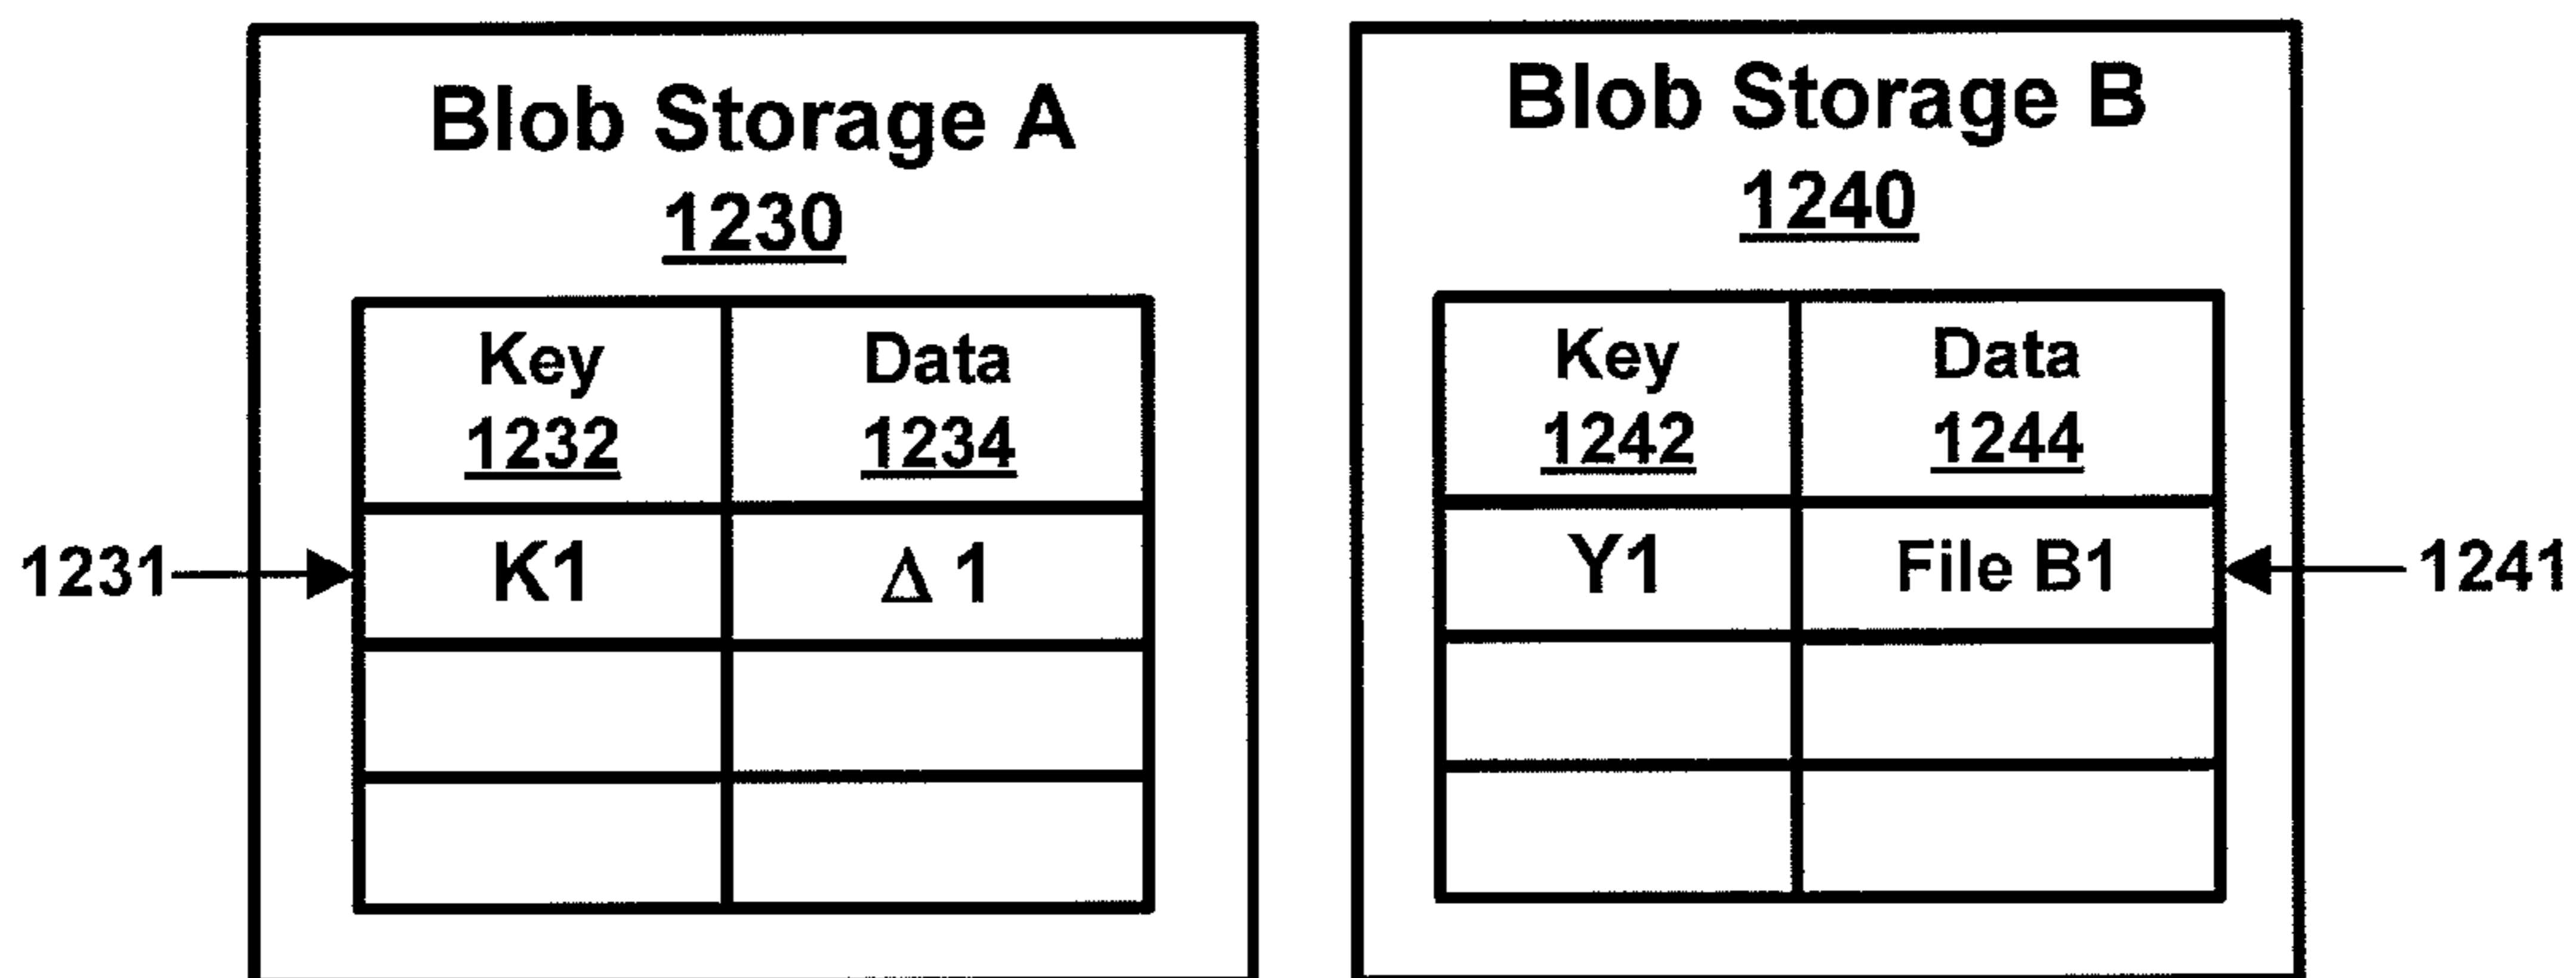 Blob Storage A
1230
Key Data
1232 1234
1231 K1 Δ 1
Blob Storage B
1240
Key Data
1242 1244
Y1 File B1 1241